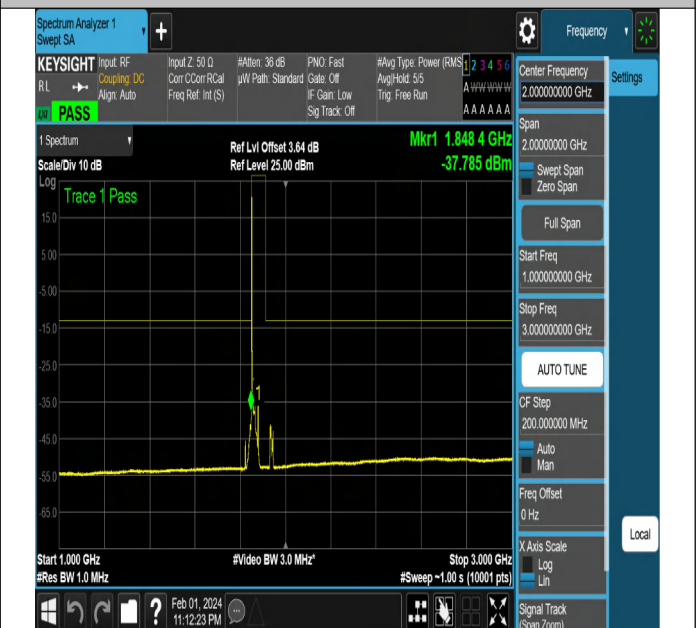 Spectrum Analyzer 1
Swept SA
+
Frequency
KEYSIGHT
RL
PASS
Input: RF
Coupling: DC
Align: Auto
Input Z: 50 Ω
Corr CCorr RCal
Freq Ref: Int (S)
#Atten: 36 dB
µW Path: Standard
PNO: Fast
Gate: Off
IF Gain: Low
Sig Track: Off
#Avg Type: Power (RMS
Avg|Hold: 5/5
Trig: Free Run
1 2 3 4 5 6
A W W W W W
A A A A A A
1 Spectrum
Scale/Div 10 dB
Ref Lvl Offset 3.64 dB
Ref Level 25.00 dBm
Mkr1 1.848 4 GHz
-37.785 dBm
Log
Trace 1 Pass
15.0
5.00
-5.00
-15.0
-25.0
-35.0
-45.0
-55.0
-65.0
1
Start 1.000 GHz
#Res BW 1.0 MHz
#Video BW 3.0 MHz*
Stop 3.000 GHz
#Sweep ~1.00 s (10001 pts)
?
Feb 01, 2024
11:12:23 PM
Center Frequency
2.000000000 GHz
Settings
Span
2.00000000 GHz
Swept Span
Zero Span
Full Span
Start Freq
1.000000000 GHz
Stop Freq
3.000000000 GHz
AUTO TUNE
CF Step
200.000000 MHz
Auto
Man
Freq Offset
0 Hz
Local
X Axis Scale
Log
Lin
Signal Track
(Span Zoom)